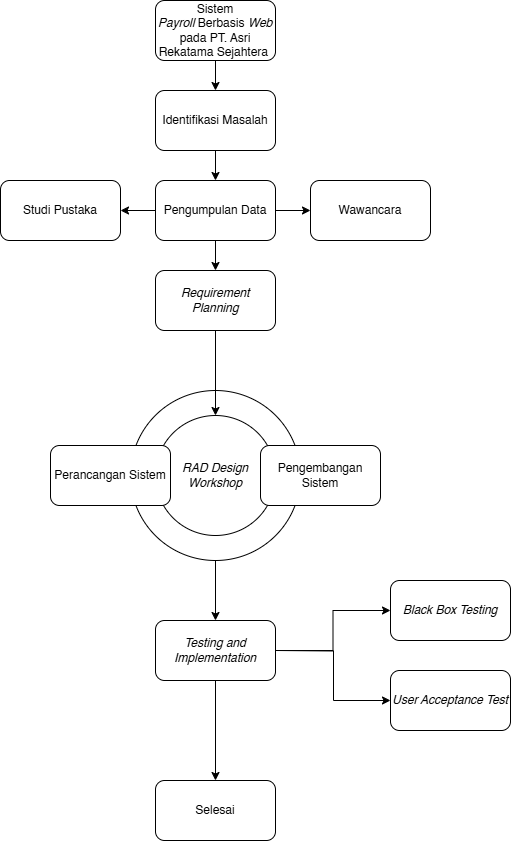 Sistem
Payroll Berbasis Web
pada PT. Asri
Rekatama Sejahtera
Identifikasi Masalah
Studi Pustaka
Pengumpulan Data
Wawancara
Requirement
Planning
Perancangan Sistem
RAD Design
Workshop
Pengembangan
Sistem
Black Box Testing
Testing and
Implementation
User Acceptance Test
Selesai